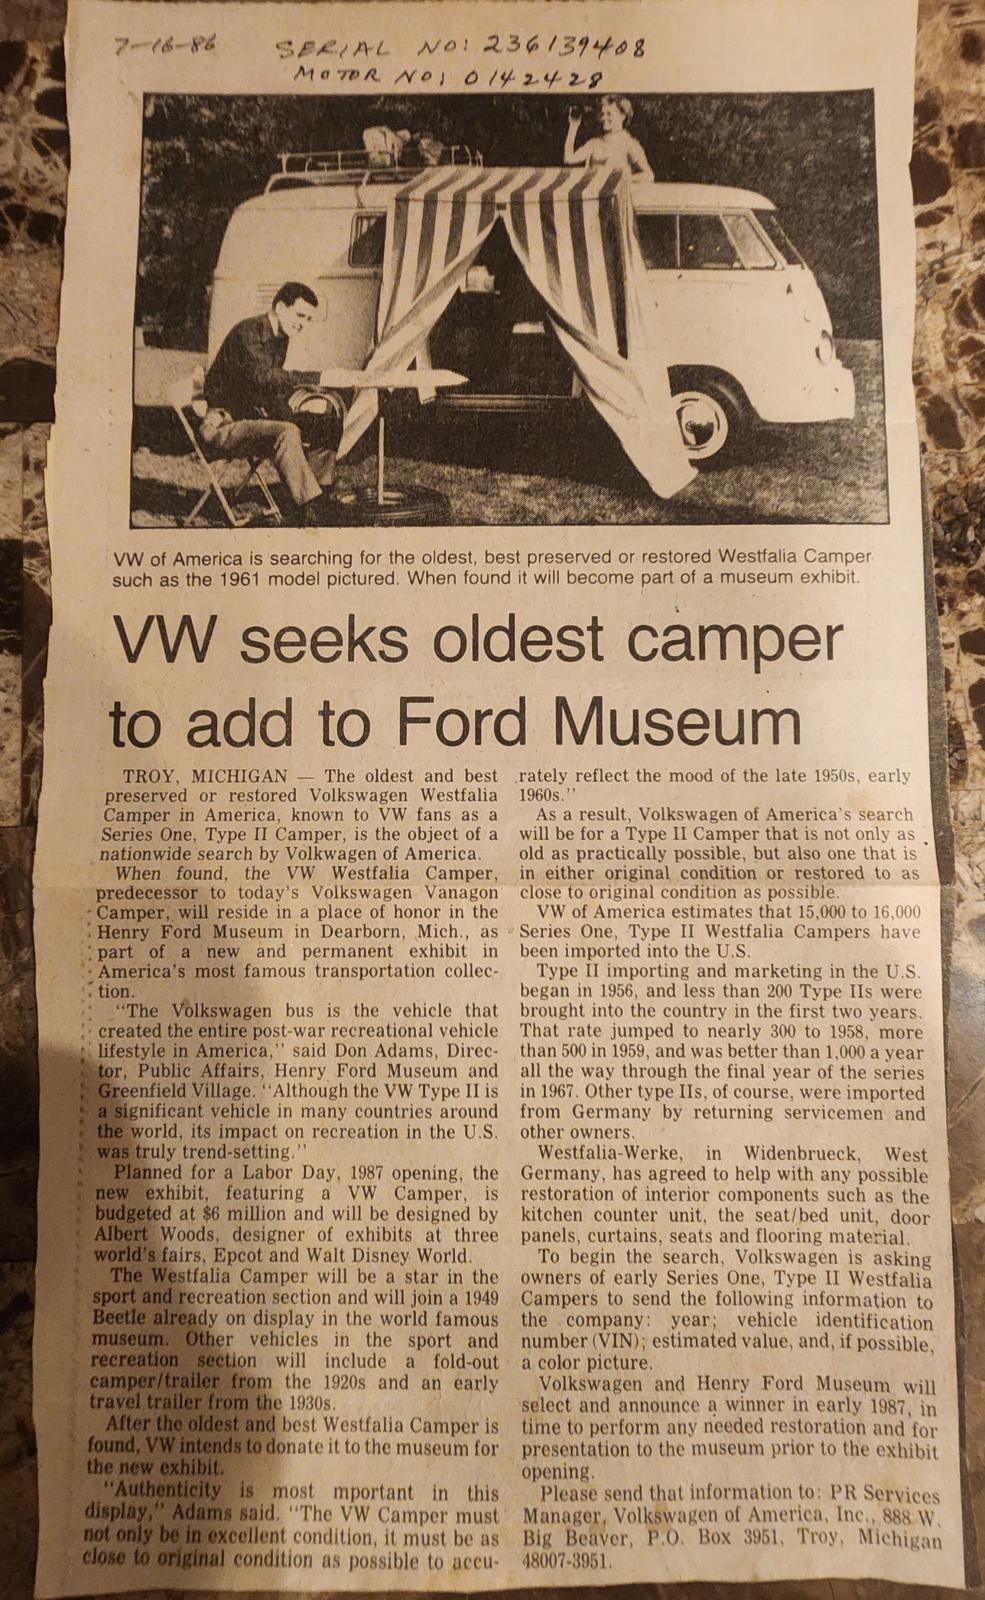 7-16-86
SERIAL NO: 236139408
MOTOR NO: 0142428
VW of America is searching for the oldest, best preserved or restored Westfalia Camper
such as the 1961 model pictured. When found it will become part of a museum exhibit.
VW seeks oldest camper
to add to Ford Museum
TROY, MICHIGAN — The oldest and best
preserved or restored Volkswagen Westfalia
Camper in America, known to VW fans as a
Series One, Type II Camper, is the object of a
nationwide search by Volkwagen of America.
When found, the VW Westfalia Camper,
predecessor to today's Volkswagen Vanagon
Camper, will reside in a place of honor in the
Henry Ford Museum in Dearborn, Mich., as
part of a new and permanent exhibit in
America's most famous transportation collec-
tion.
"The Volkswagen bus is the vehicle that
created the entire post-war recreational vehicle
lifestyle in America," said Don Adams, Direc-
tor, Public Affairs, Henry Ford Museum and
Greenfield Village. "Although the VW Type II is
a significant vehicle in many countries around
the world, its impact on recreation in the U.S.
was truly trend-setting."
Planned for a Labor Day, 1987 opening, the
new exhibit, featuring a VW Camper, is
budgeted at $6 million and will be designed by
Albert Woods, designer of exhibits at three
world's fairs, Epcot and Walt Disney World.
The Westfalia Camper will be a star in the
sport and recreation section and will join a 1949
Beetle already on display in the world famous
museum. Other vehicles in the sport and
recreation section will include a fold-out
camper/trailer from the 1920s and an early
travel trailer from the 1930s.
After the oldest and best Westfalia Camper is
found, VW intends to donate it to the museum for
the new exhibit.
"Authenticity is most mportant in this
display," Adams said. "The VW Camper must
not only be in excellent condition, it must be as
close to original condition as possible to accu-
rately reflect the mood of the late 1950s, early
1960s."
As a result, Volkswagen of America's search
will be for a Type II Camper that is not only as
old as practically possible, but also one that is
in either original condition or restored to as
close to original condition as possible.
VW of America estimates that 15,000 to 16,000
Series One, Type II Westfalia Campers have
been imported into the U.S.
Type II importing and marketing in the U.S.
began in 1956, and less than 200 Type IIs were
brought into the country in the first two years.
That rate jumped to nearly 300 to 1958, more
than 500 in 1959, and was better than 1,000 a year
all the way through the final year of the series
in 1967. Other type IIs, of course, were imported
from Germany by returning servicemen and
other owners.
Westfalia-Werke, in Widenbrueck, West
Germany, has agreed to help with any possible
restoration of interior components such as the
kitchen counter unit, the seat/bed unit, door
panels, curtains, seats and flooring material.
To begin the search, Volkswagen is asking
owners of early Series One, Type II Westfalia
Campers to send the following information to
the company: year; vehicle identification
number (VIN); estimated value, and, if possible,
a color picture.
Volkswagen and Henry Ford Museum will
select and announce a winner in early 1987, in
time to perform any needed restoration and for
presentation to the museum prior to the exhibit
opening.
Please send that information to: PR Services
Manager, Volkswagen of America, Inc., 888 W.
Big Beaver, P.O. Box 3951, Troy, Michigan
48007-3951.